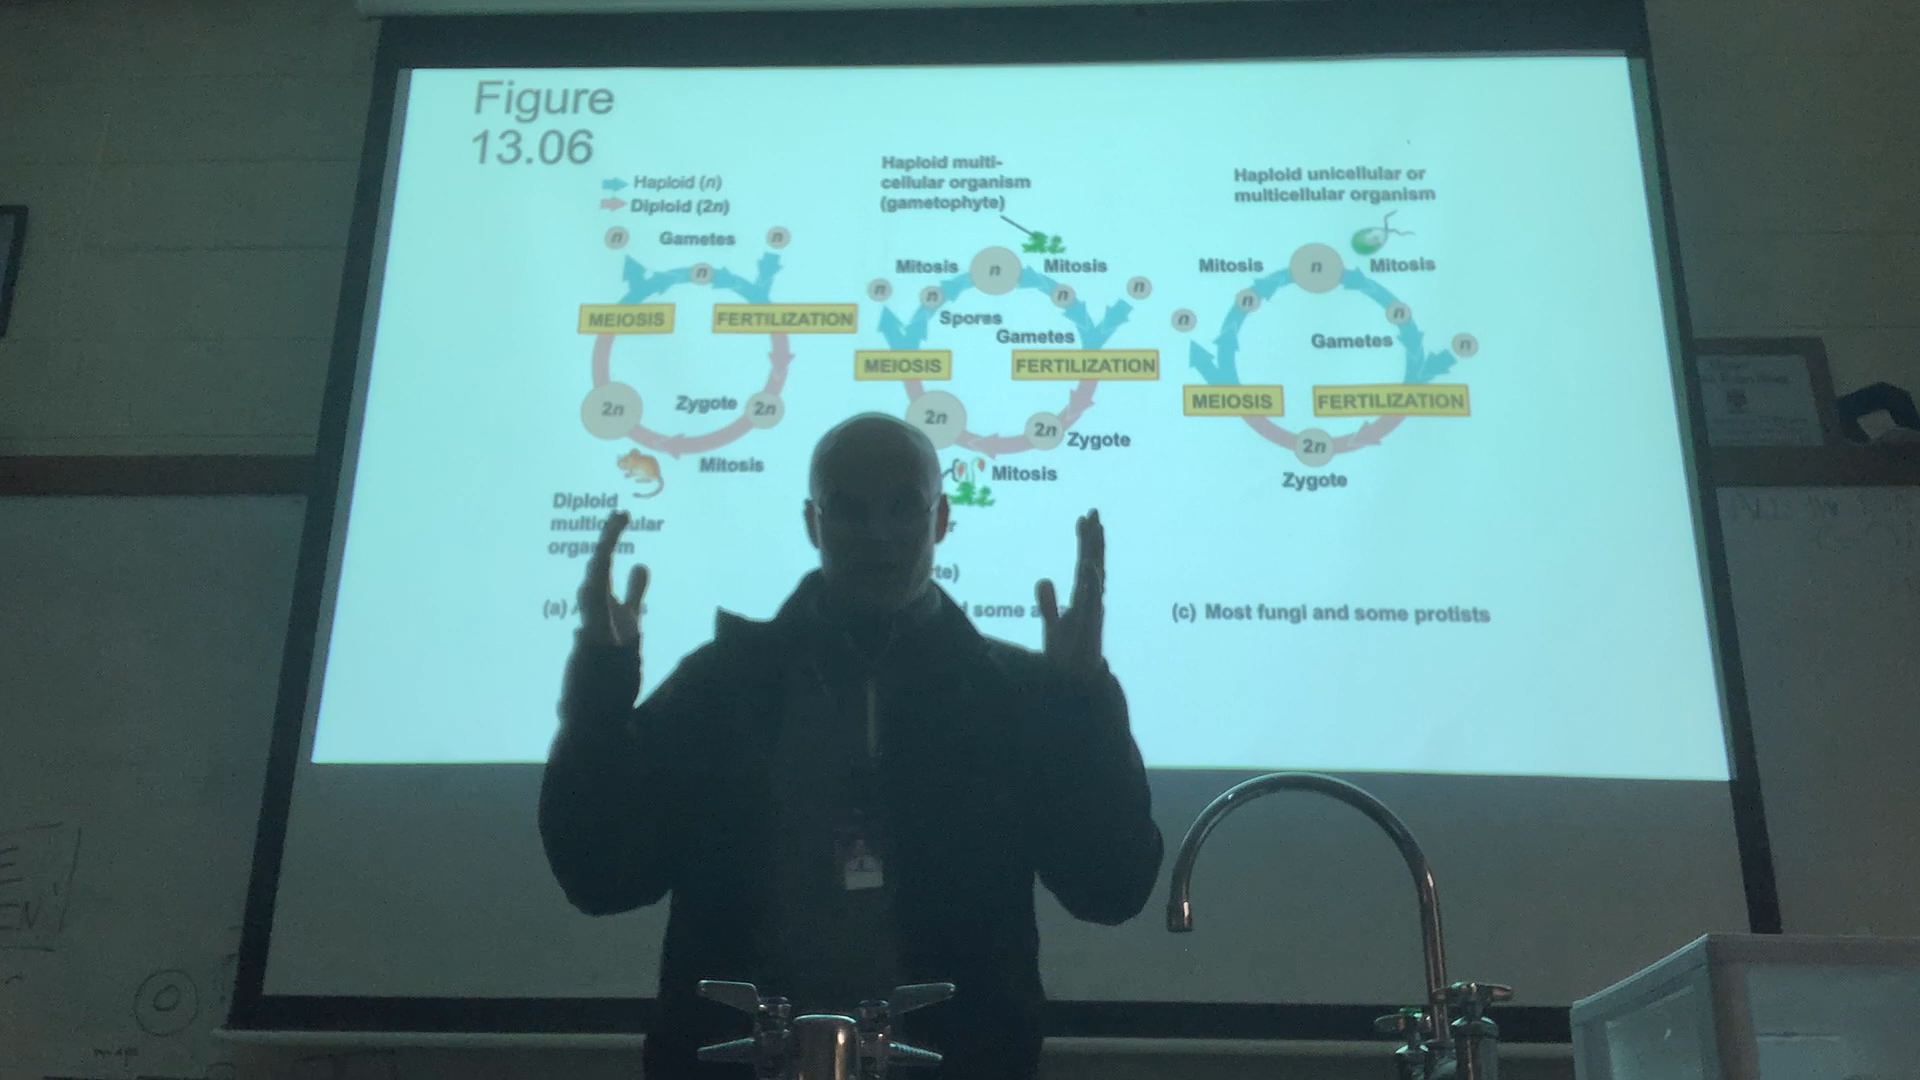 Figure
13.06
Haploid (n)
Diploid (2n)
n
Gametes
n
n
MEIOSIS
FERTILIZATION
2n
Zygote
2n
Mitosis
Diploid
organism
(a)
Haploid multi-
cellular organism
(gametophyte)
Mitosis
n
Mitosis
n
n
n
n
Spores
Gametes
MEIOSIS
FERTILIZATION
2n
2n
Zygote
Mitosis
some
Haploid unicellular or
multicellular organism
Mitosis
n
Mitosis
n
n
n
Gametes
n
MEIOSIS
FERTILIZATION
2n
Zygote
(c) Most fungi and some protists